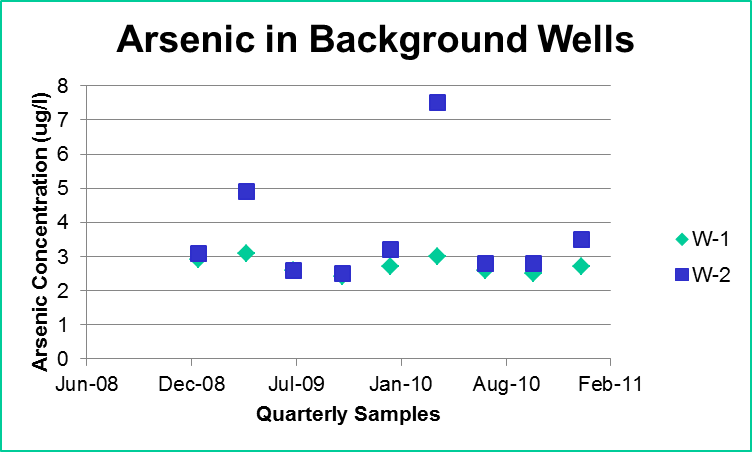 Arsenic in Background Wells
Arsenic Concentration (ug/l)
8
7
6
5
4
3
2
1
0
Jun-08 Dec-08 Jul-09 Jan-10 Aug-10 Feb-11
Quarterly Samples
W-1
W-2